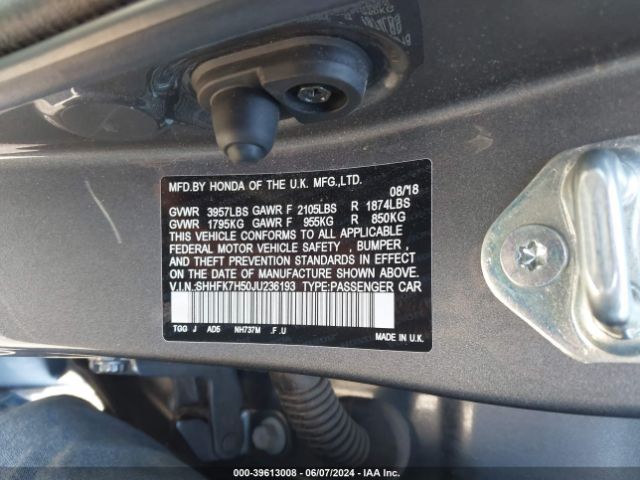 MFD.BY HONDA OF THE U.K. MFG.,LTD.
08/18
GVWR 3957LBS GAWR F 2105LBS R 1874LBS
GVWR 1795KG GAWR F 955KG R 850KG
THIS VEHICLE CONFORMS TO ALL APPLICABLE
FEDERAL MOTOR VEHICLE SAFETY , BUMPER ,
AND THEFT PREVENTION STANDARDS IN EFFECT
ON THE DATE OF MANUFACTURE SHOWN ABOVE.
V.I.N.:SHHFK7H50JU236193 TYPE:PASSENGER CAR
TGG J AD5 NH737M .F .U
MADE IN U.K.
000-39613008 - 06/07/2024 - IAA Inc.